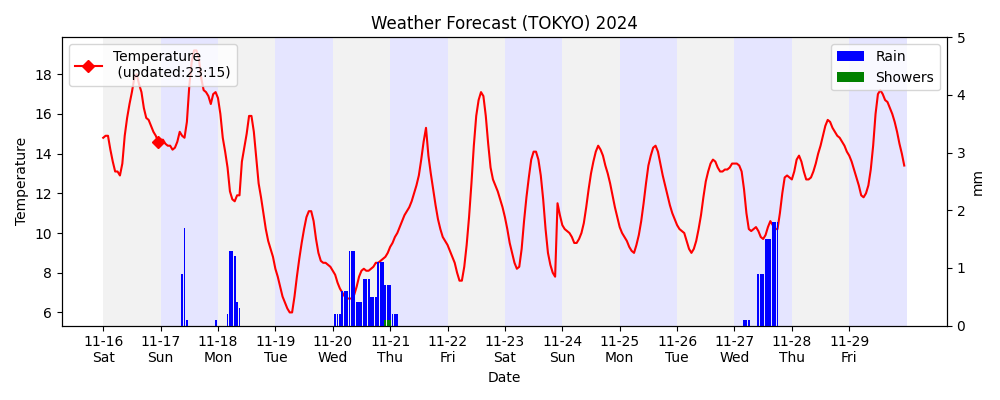 Weather Forecast (TOKYO) 2024
Temperature
(updated:23:15)
Rain
Showers
Temperature
18
16
14
12
10
8
6
5
4
3
2
1
0
mm
11-16 11-17 11-18 11-19 11-20 11-21 11-22 11-23 11-24 11-25 11-26 11-27 11-28 11-29
Sat Sun Mon Tue Wed Thu Fri Sat Sun Mon Tue Wed Thu Fri
Date